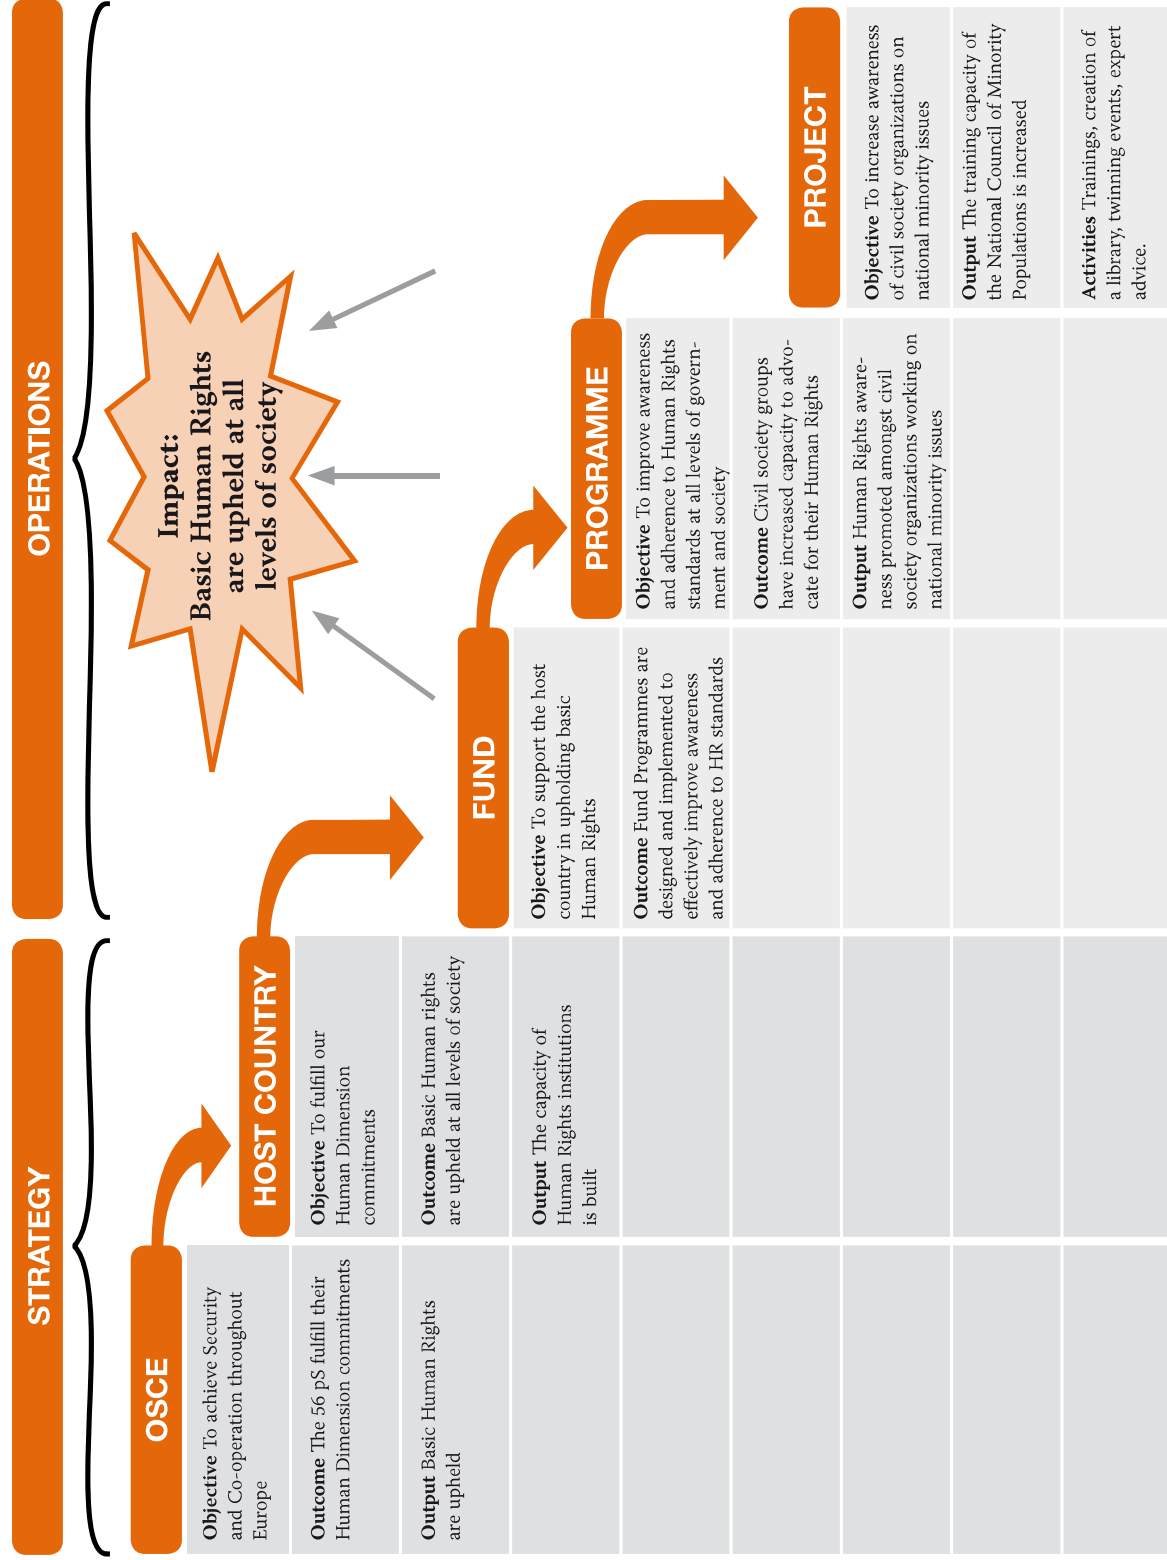 STRATEGY
OPERATIONS
Impact:
Basic Human Rights
are upheld at all
levels of society
OSCE
Objective To achieve Security
and Co-operation throughout
Europe
Outcome The 56 pS fulfill their
Human Dimension commitments
Output Basic Human Rights
are upheld
HOST COUNTRY
Objective To fulfill our
Human Dimension
commitments
Outcome Basic Human rights
are upheld at all levels of society
Output The capacity of
Human Rights institutions
is built
FUND
Objective To support the host
country in upholding basic
Human Rights
Outcome Fund Programmes are
designed and implemented to
effectively improve awareness
and adherence to HR standards
PROGRAMME
Objective To improve awareness
and adherence to Human Rights
standards at all levels of govern-
ment and society
Outcome Civil society groups
have increased capacity to advo-
cate for their Human Rights
Output Human Rights aware-
ness promoted amongst civil
society organizations working on
national minority issues
PROJECT
Objective To increase awareness
of civil society organizations on
national minority issues
Output The training capacity of
the National Council of Minority
Populations is increased
Activities Trainings, creation of
a library, twinning events, expert
advice.